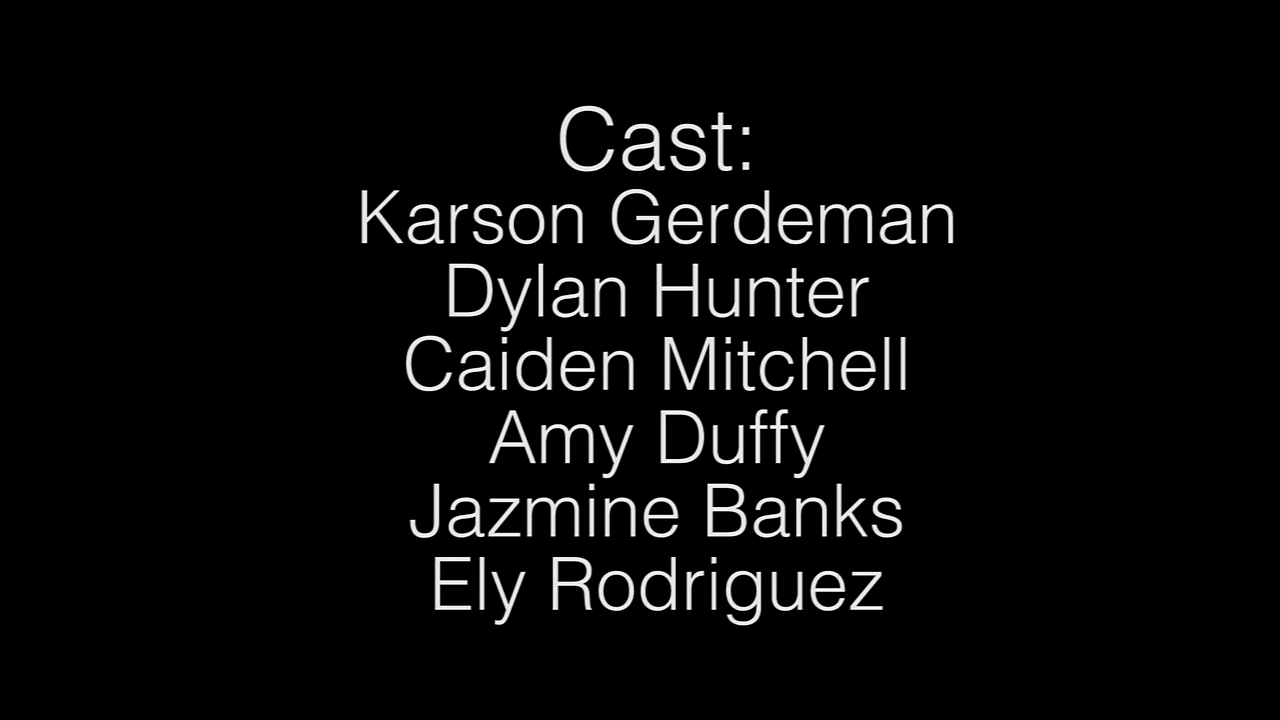 Cast:
Karson Gerdeman
Dylan Hunter
Caiden Mitchell
Amy Duffy
Jazmine Banks
Ely Rodriguez